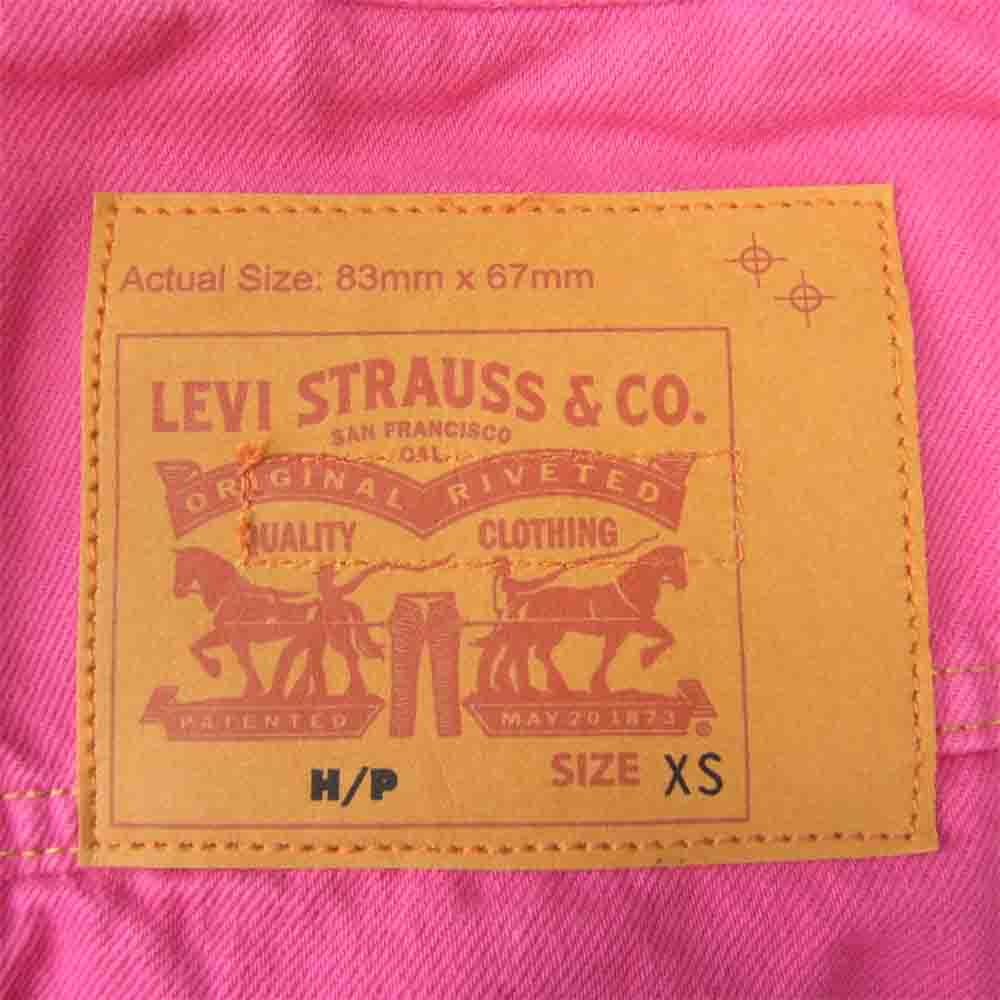 Actual Size: 83mm x 67mm
LEVI STRAUSS & CO.
SAN FRANCISCO
CAL
ORIGINAL RIVETED
QUALITY CLOTHING
PATENTED MAY 20 1873 ®
H/P SIZE XS